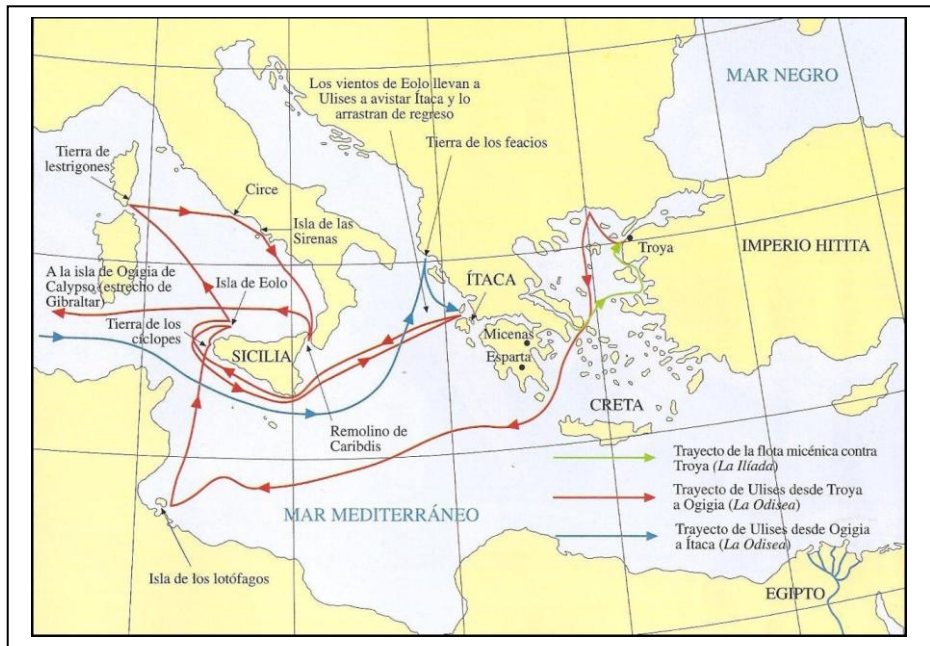 Los vientos de Eolo llevan a
Ulises a avistar Ítaca y lo
arrastran de regreso
MAR NEGRO
Tierra de
lestrigones
Tierra de los feacios
Circe
Isla de las
Sirenas
Troya
IMPERIO HITITA
A la isla de Ogigia de
Calypso (estrecho de
Gibraltar)
Isla de Eolo
ÍTACA
Tierra de los
ciclopes
SICILIA
Micenas
Esparta
CRETA
Remolino de
Caribdis
Trayecto de la flota micénica contra
Troya (La Ilíada)
Trayecto de Ulises desde Troya
a Ogigia (La Odisea)
MAR MEDITERRÁNEO
Trayecto de Ulises desde Ogigia
a Ítaca (La Odisea)
Isla de los lotófagos
EGIPTO